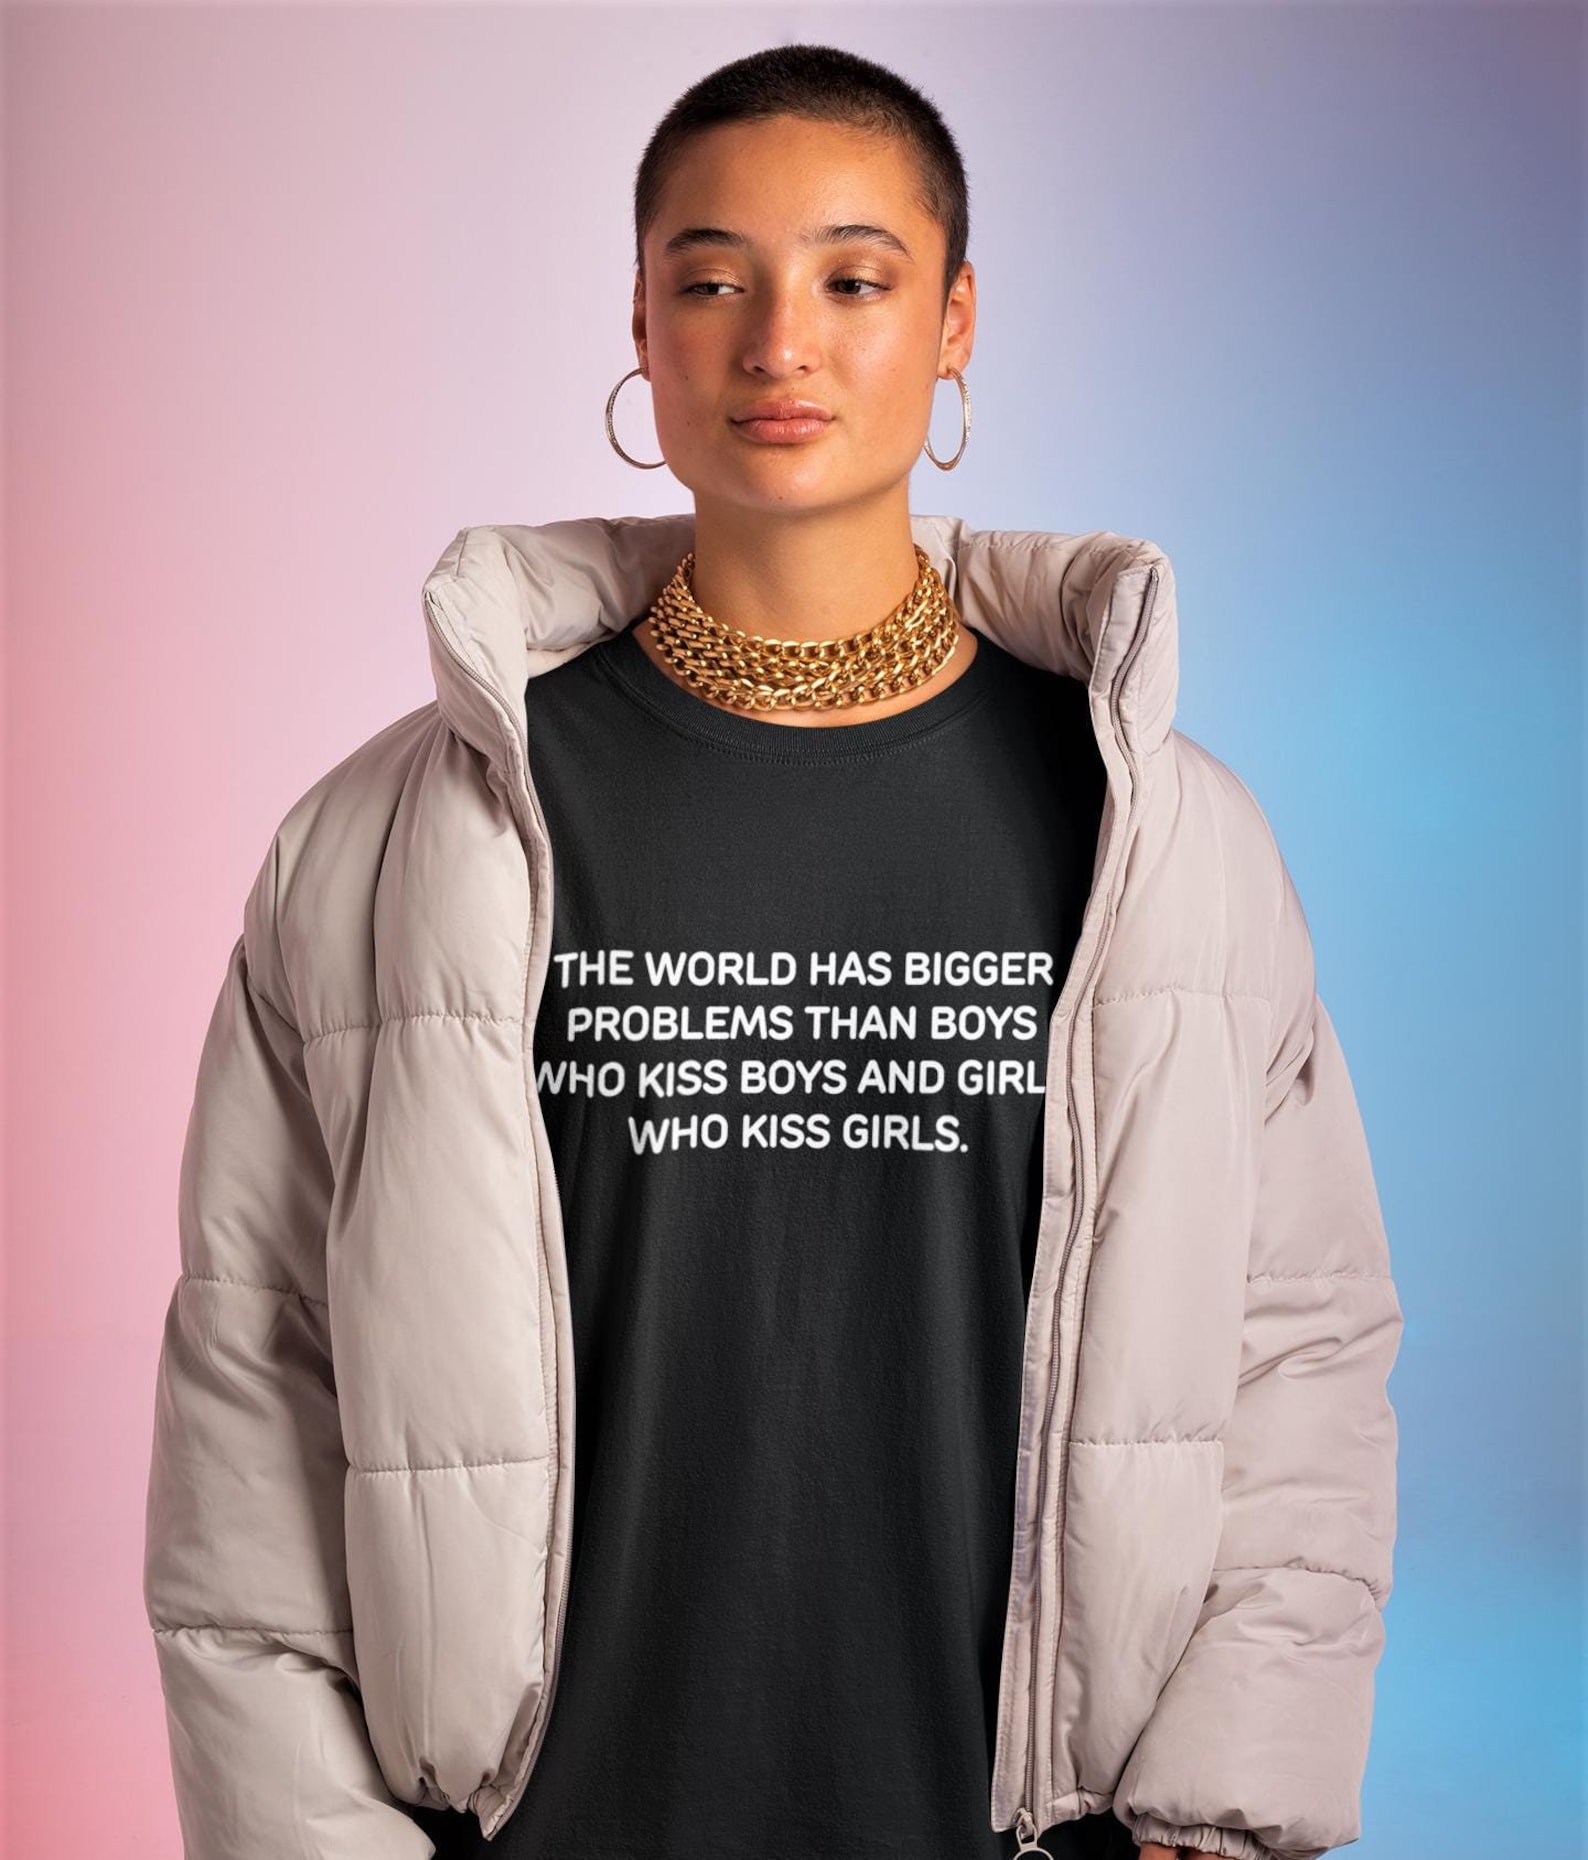 THE WORLD HAS BIGGER
PROBLEMS THAN BOYS
WHO KISS BOYS AND GIRL
WHO KISS GIRLS.